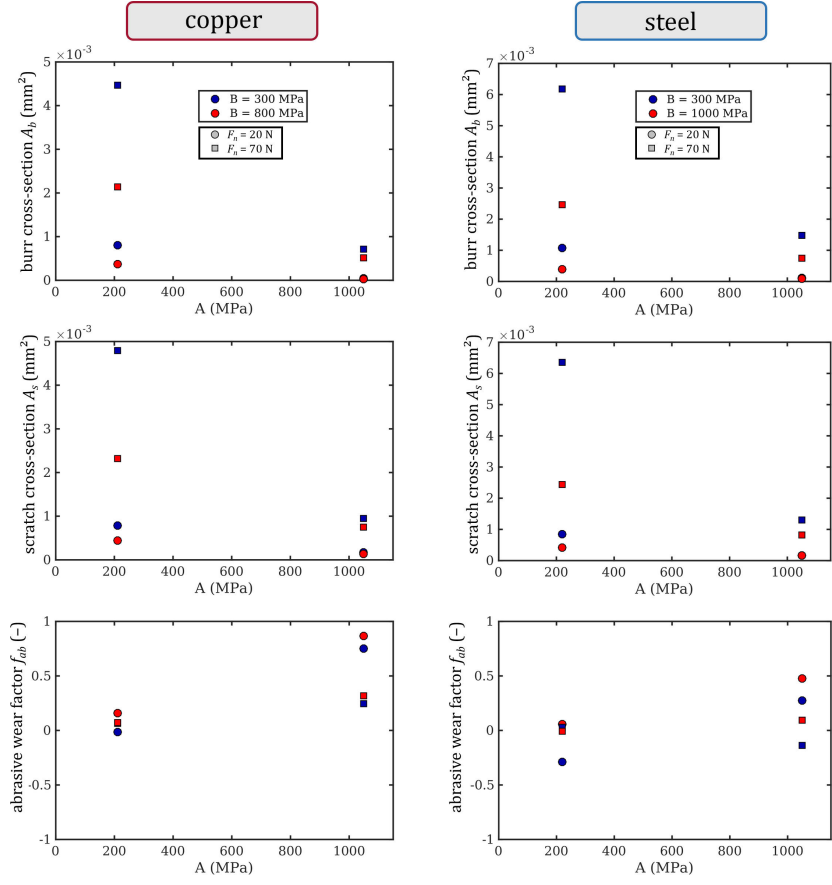 copper
steel
×10⁻³
5
4
3
2
1
0
burr cross-section A_b (mm²)
B = 300 MPa
B = 800 MPa
F_n = 20 N
F_n = 70 N
0 200 400 600 800 1000
A (MPa)
×10⁻³
7
6
5
4
3
2
1
0
burr cross-section A_b (mm²)
B = 300 MPa
B = 1000 MPa
F_n = 20 N
F_n = 70 N
0 200 400 600 800 1000
A (MPa)
×10⁻³
5
4
3
2
1
0
scratch cross-section A_s (mm²)
0 200 400 600 800 1000
A (MPa)
×10⁻³
7
6
5
4
3
2
1
0
scratch cross-section A_s (mm²)
0 200 400 600 800 1000
A (MPa)
1
0.5
0
-0.5
-1
abrasive wear factor f_ab (–)
0 200 400 600 800 1000
A (MPa)
1
0.5
0
-0.5
-1
abrasive wear factor f_ab (–)
0 200 400 600 800 1000
A (MPa)